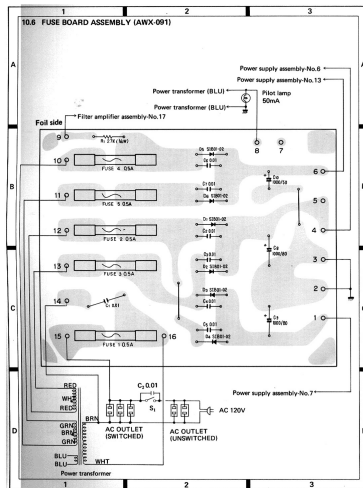 1
2
3
10.6 FUSE BOARD ASSEMBLY (AWX-091)
A
Power supply assembly-No.6
Power supply assembly-No.13
Power transformer (BLU)
Pilot lamp
50mA
Power transformer (BLU)
Filter amplifier assembly-No.17
Foil side
9
8
7
10
FUSE 4 0.5A
6
B
B
11
FUSE 5 0.5A
5
12
FUSE 2 0.5A
4
13
FUSE 3 0.5A
3
14
C1 0.01
2
C
C
1
15
FUSE 1 0.5A
16
Power supply assembly-No.7
RED
WHT
RED
C2 0.01
S1
AC 120V
BRN
GRN
BRN
GRN
AC OUTLET
(SWITCHED)
AC OUTLET
(UNSWITCHED)
D
D
BLU
BLU
WHT
Power transformer
1
2
3